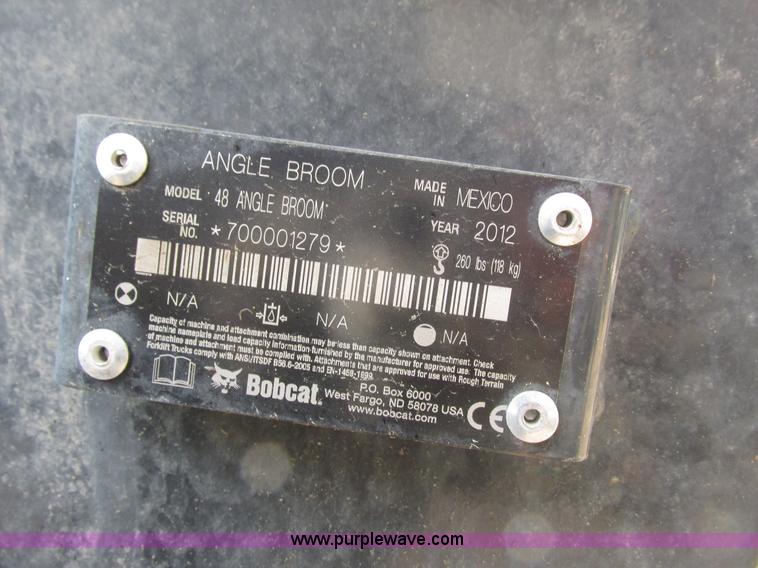 ANGLE BROOM
MODEL 48 ANGLE BROOM
MADE IN MEXICO
SERIAL NO. *700001279*
YEAR 2012
260 lbs (118 kg)
N/A
N/A
N/A
Capacity of machine and attachment combination may be less than capacity shown on attachment. Check
machine nameplate and load capacity information furnished by the manufacturer for approved use. The capacity
of machine and attachment must be complied with. Attachments that are approved for use with Rough Terrain
Forklift Trucks comply with ANSI/ITSDF B56.6-2005 and EN-1459-1999.
Bobcat.
P.O. Box 6000
West Fargo, ND 58078 USA
www.bobcat.com
CE
www.purplewave.com